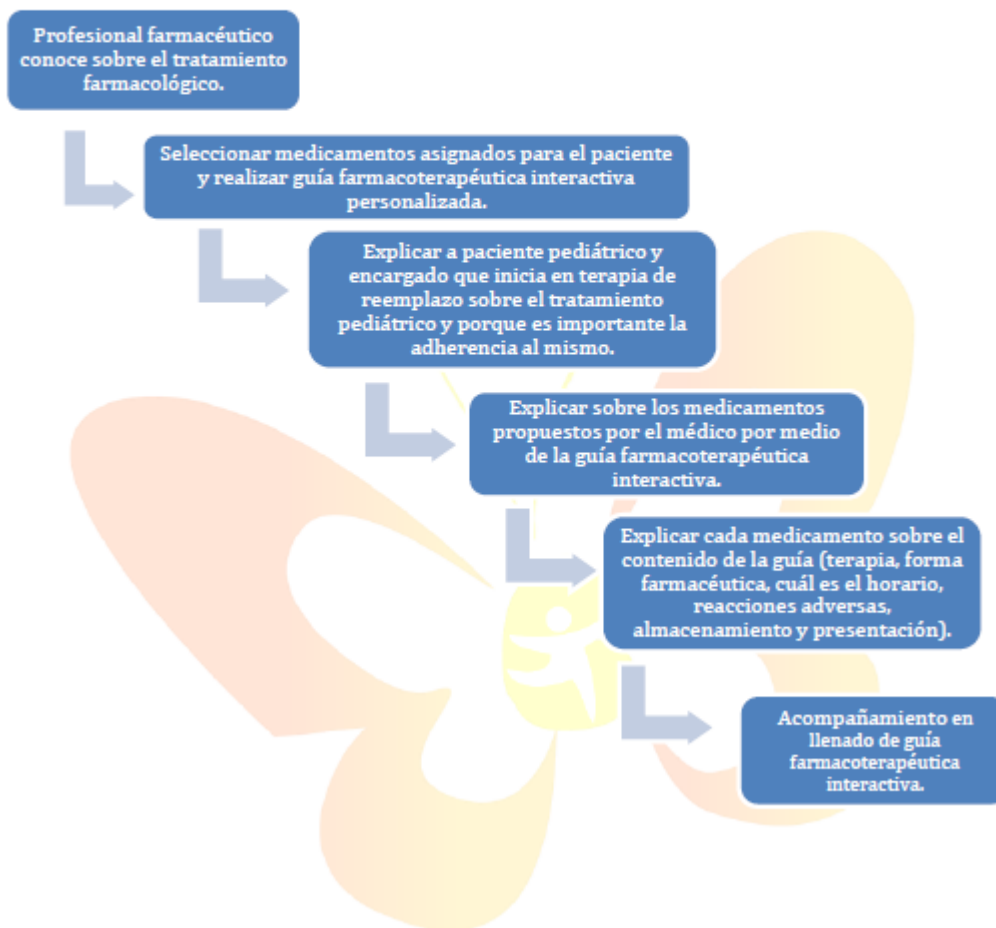 Profesional farmacéutico
conoce sobre el tratamiento
farmacológico.
Seleccionar medicamentos asignados para el paciente
y realizar guía farmacoterapéutica interactiva
personalizada.
Explicar a paciente pediátrico y
encargado que inicia en terapia de
reemplazo sobre el tratamiento
pediátrico y porque es importante la
adherencia al mismo.
Explicar sobre los medicamentos
propuestos por el médico por medio
de la guía farmacoterapéutica
interactiva.
Explicar cada medicamento sobre el
contenido de la guía (terapia, forma
farmacéutica, cuál es el horario,
reacciones adversas,
almacenamiento y presentación).
Acompañamiento en
llenado de guía
farmacoterapéutica
interactiva.